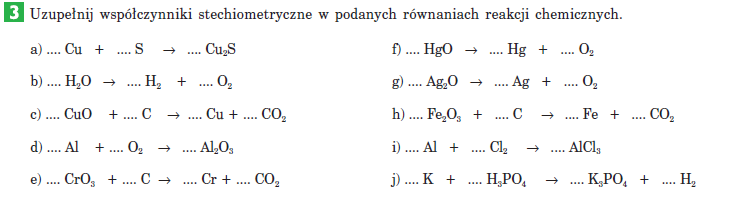 3 Uzupełnij współczynniki stechiometryczne w podanych równaniach reakcji chemicznych.
a) .... Cu + .... S → .... Cu₂S
b) .... H₂O → .... H₂ + .... O₂
c) .... CuO + .... C → .... Cu + .... CO₂
d) .... Al + .... O₂ → .... Al₂O₃
e) .... CrO₃ + .... C → .... Cr + .... CO₂
f) .... HgO → .... Hg + .... O₂
g) .... Ag₂O → .... Ag + .... O₂
h) .... Fe₂O₃ + .... C → .... Fe + .... CO₂
i) .... Al + .... Cl₂ → .... AlCl₃
j) .... K + .... H₃PO₄ → .... K₃PO₄ + .... H₂